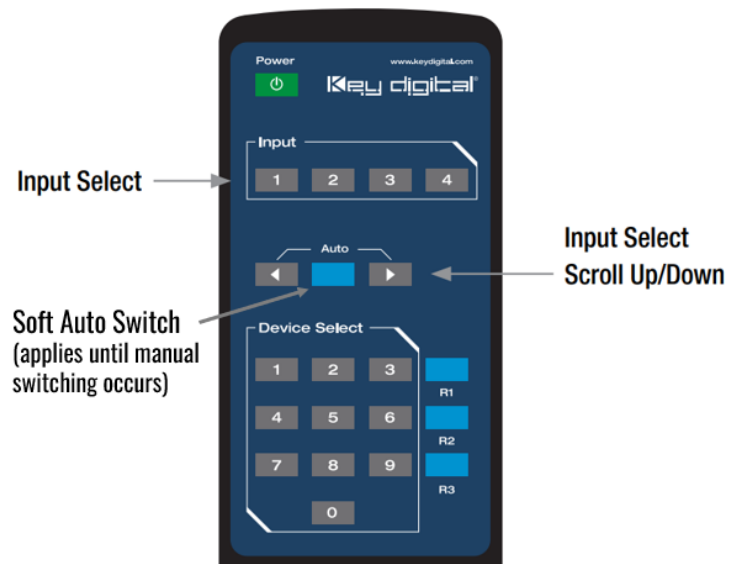 Power
www.keydigital.com
Key digital®
Input
1 2 3 4
Input Select
Auto
Input Select
Scroll Up/Down
Soft Auto Switch
(applies until manual
switching occurs)
Device Select
1 2 3
R1
4 5 6
R2
7 8 9
R3
0